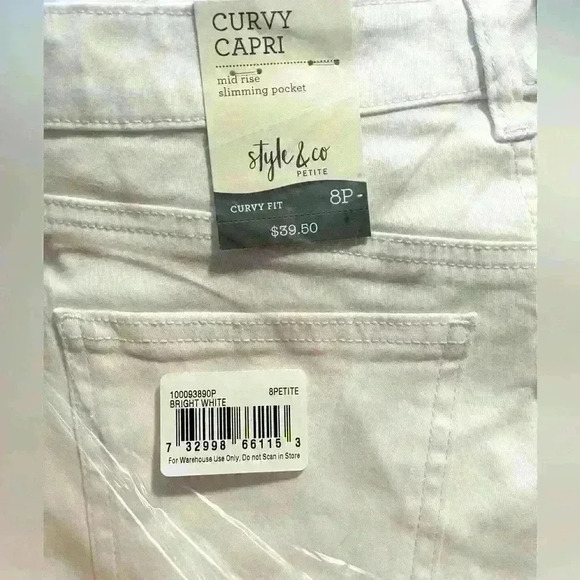 CURVY
CAPRI
mid rise
slimming pocket
style & co
PETITE
CURVY FIT 8P -
$39.50
100093890P 8PETITE
BRIGHT WHITE
7 32998 66115 3
For Warehouse Use Only, Do not Scan in Store